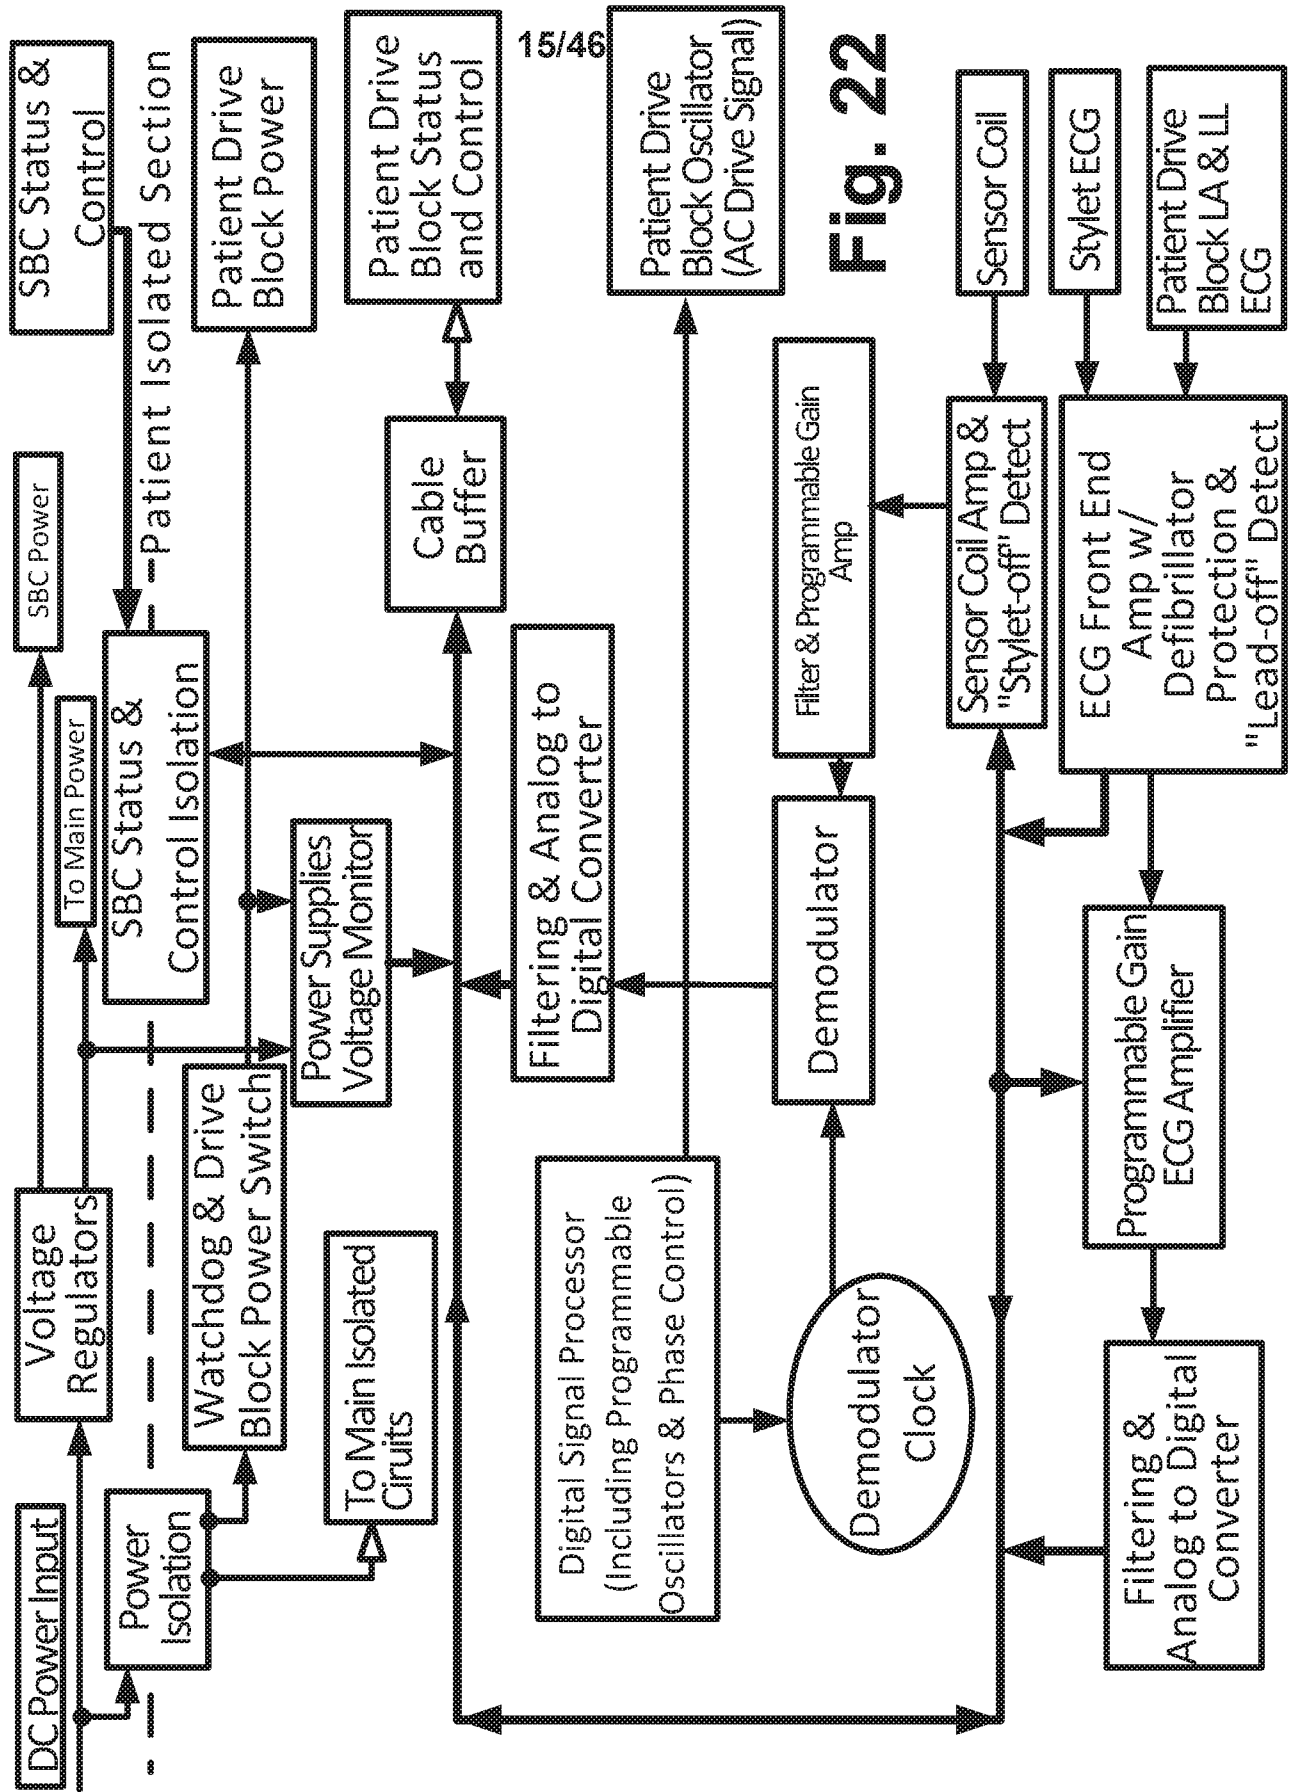 15/46
DC Power Input
Voltage
Regulators
SBC Power
To Main Power
SBC Status &
Control
Power
Isolation
SBC Status &
Control Isolation
Patient Isolated Section
Watchdog & Drive
Block Power Switch
Patient Drive
Block Power
Power Supplies
Voltage Monitor
To Main Isolated
Ciruits
Cable
Buffer
Patient Drive
Block Status
and Control
Filtering & Analog to
Digital Converter
Digital Signal Processor
(Including Programmable
Oscillators & Phase Control)
Patient Drive
Block Oscillator
(AC Drive Signal)
Demodulator
Clock
Demodulator
Filter & Programmable Gain
Amp
Fig. 22
Sensor Coil Amp &
"Stylet-off" Detect
Sensor Coil
Stylet ECG
Filtering &
Analog to Digital
Converter
Programmable Gain
ECG Amplifier
ECG Front End
Amp w/
Defibrillator
Protection &
"Lead-off" Detect
Patient Drive
Block LA & LL
ECG